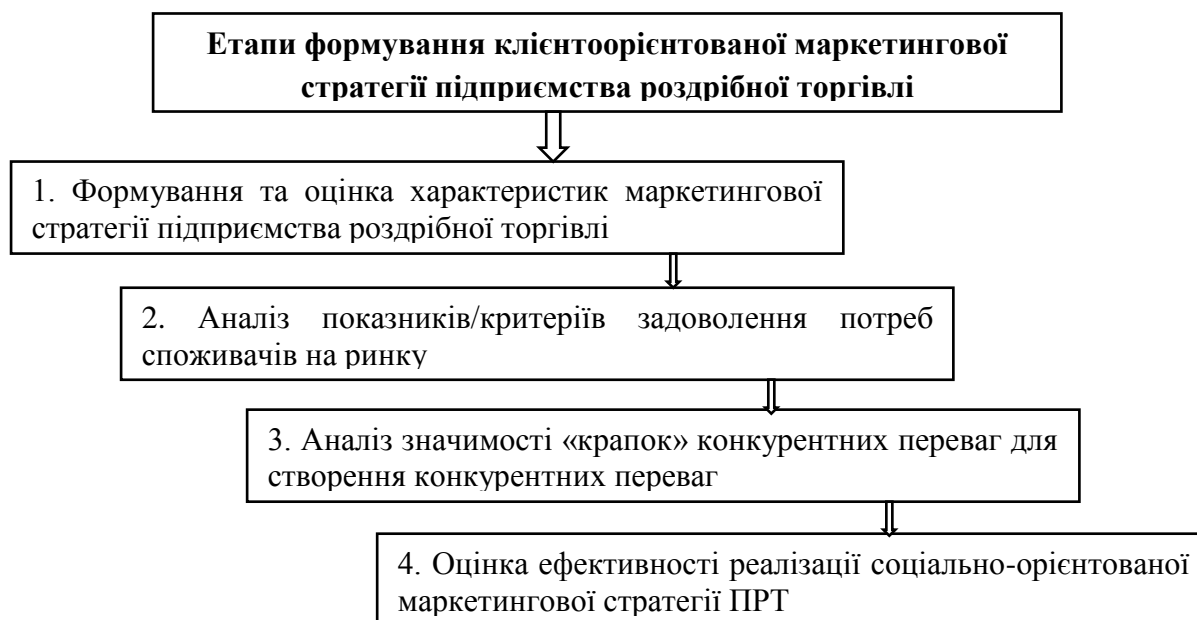 Етапи формування клієнтоорієнтованої маркетингової
стратегії підприємства роздрібної торгівлі
1. Формування та оцінка характеристик маркетингової
стратегії підприємства роздрібної торгівлі
2. Аналіз показників/критеріїв задоволення потреб
споживачів на ринку
3. Аналіз значимості «крапок» конкурентних переваг для
створення конкурентних переваг
4. Оцінка ефективності реалізації соціально-орієнтованої
маркетингової стратегії ПРТ